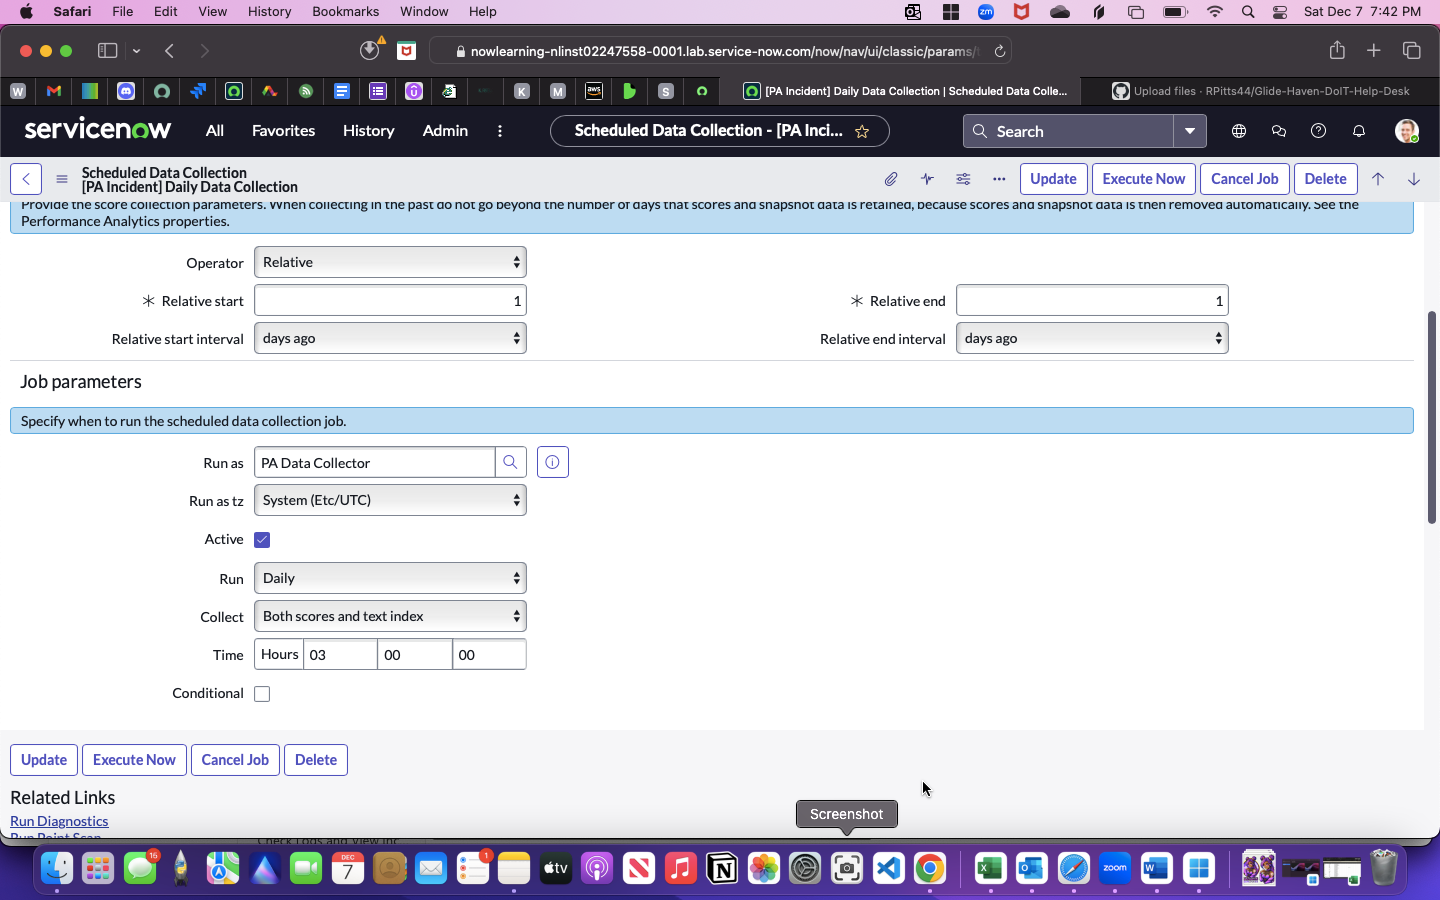 Safari File Edit View History Bookmarks Window Help Sat Dec 7 7:42 PM
nowlearning-nlinst02247558-0001.lab.service-now.com/now/nav/ui/classic/params/
[PA Incident] Daily Data Collection | Scheduled Data Colle...
Upload files · RPitts44/Glide-Haven-DoIT-Help-Desk
servicenow All Favorites History Admin Scheduled Data Collection - [PA Inci... Search
Scheduled Data Collection
[PA Incident] Daily Data Collection
Update Execute Now Cancel Job Delete
Provide the score collection parameters. When collecting in the past do not go beyond the number of days that scores and snapshot data is retained, because scores and snapshot data is then removed automatically. See the
Performance Analytics properties.
Operator Relative
Relative start 1 Relative end 1
Relative start interval days ago Relative end interval days ago
Job parameters
Specify when to run the scheduled data collection job.
Run as PA Data Collector
Run as tz System (Etc/UTC)
Active
Run Daily
Collect Both scores and text index
Time Hours 03 00 00
Conditional
Update Execute Now Cancel Job Delete
Related Links
Run Diagnostics
Run Point Scan
Screenshot